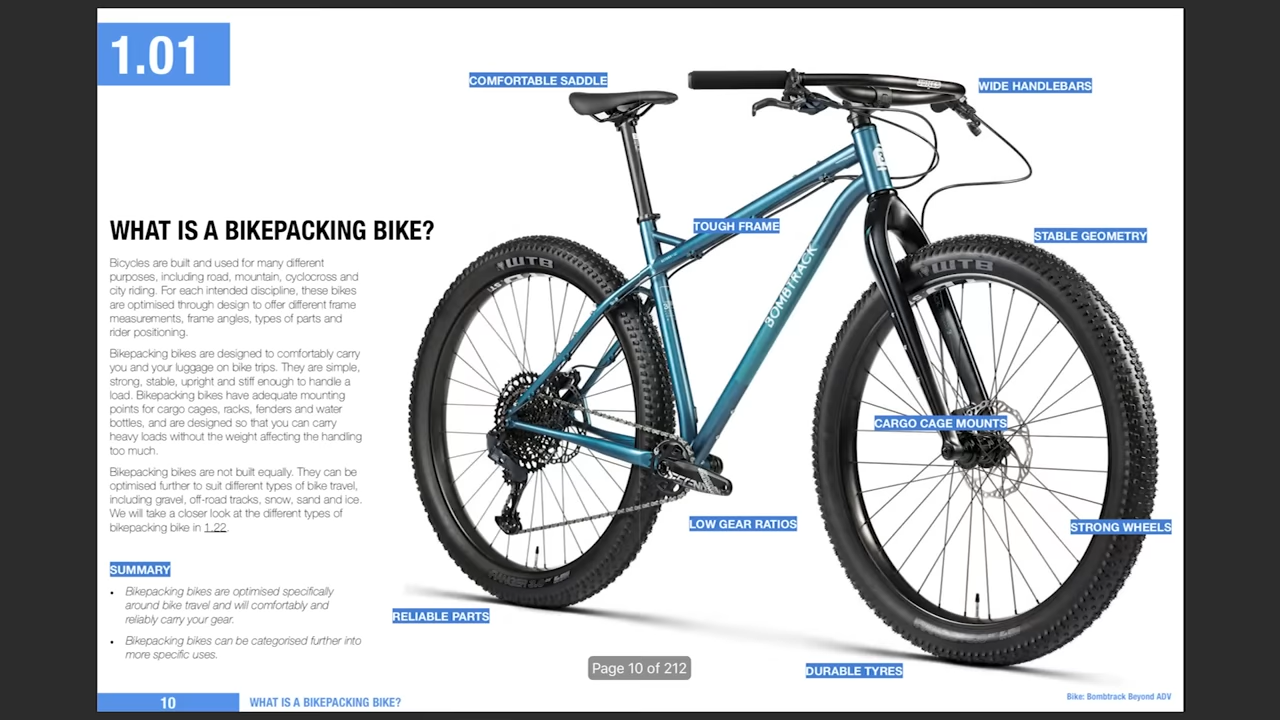 1.01
COMFORTABLE SADDLE
WIDE HANDLEBARS
TOUGH FRAME
STABLE GEOMETRY
WHAT IS A BIKEPACKING BIKE?
Bicycles are built and used for many different
purposes, including road, mountain, cyclocross and
city riding. For each intended discipline, these bikes
are optimised through design to offer different frame
measurements, frame angles, types of parts and
rider positioning.
Bikepacking bikes are designed to comfortably carry
you and your luggage on bike trips. They are simple,
strong, stable, upright and stiff enough to handle a
load. Bikepacking bikes have adequate mounting
points for cargo cages, racks, fenders and water
bottles, and are designed so that you can carry
heavy loads without the weight affecting the handling
too much.
Bikepacking bikes are not built equally. They can be
optimised further to suit different types of bike travel,
including gravel, off-road tracks, snow, sand and ice.
We will take a closer look at the different types of
bikepacking bike in 1.22.
SUMMARY
• Bikepacking bikes are optimised specifically
around bike travel and will comfortably and
reliably carry your gear.
• Bikepacking bikes can be categorised further into
more specific uses.
WTB
WTB
BOMBTRACK
CARGO CAGE MOUNTS
LOW GEAR RATIOS
STRONG WHEELS
RELIABLE PARTS
DURABLE TYRES
Page 10 of 212
10
WHAT IS A BIKEPACKING BIKE?
Bike: Bombtrack Beyond ADV